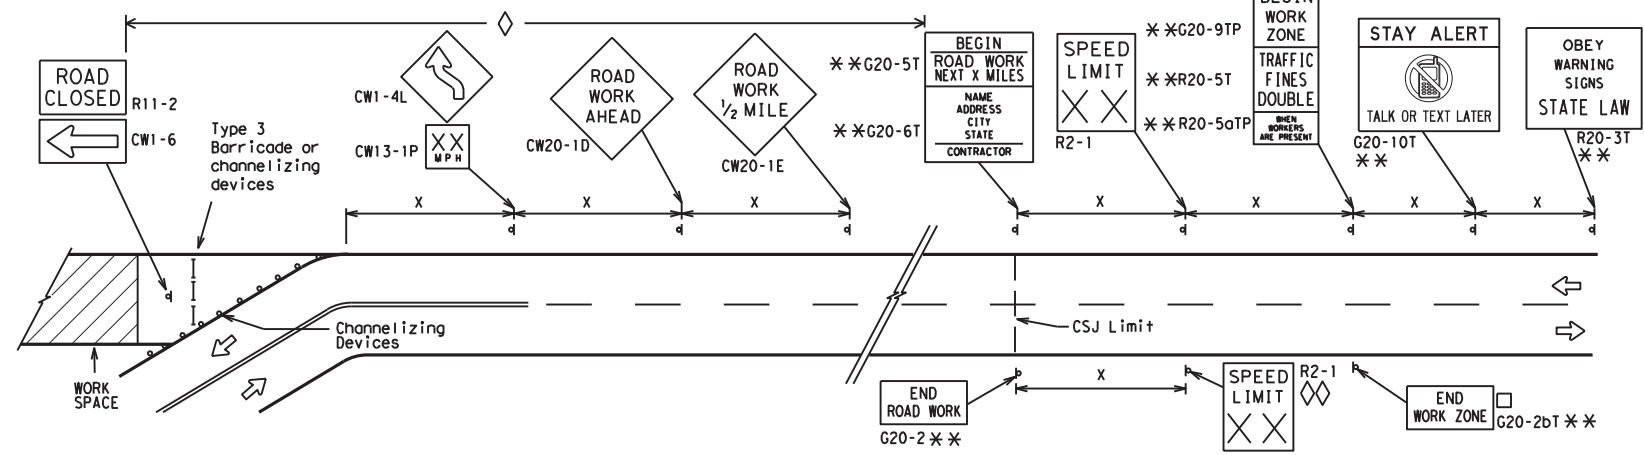 ROAD
CLOSED
R11-2
CW1-6
Type 3
Barricade or
channelizing
devices
CW1-4L
XX
MPH
CW13-1P
ROAD
WORK
AHEAD
CW20-1D
ROAD
WORK
1/2 MILE
CW20-1E
**G20-5T
BEGIN
ROAD WORK
NEXT X MILES
**G20-6T
NAME
ADDRESS
CITY
STATE
CONTRACTOR
SPEED
LIMIT
XX
R2-1
**G20-9TP
BEGIN
WORK
ZONE
**R20-5T
TRAFFIC
FINES
DOUBLE
**R20-5aTP
WHEN
WORKERS
ARE PRESENT
STAY ALERT
TALK OR TEXT LATER
G20-10T
**
OBEY
WARNING
SIGNS
STATE LAW
R20-3T
**
X
X
X
X
X
X
X
Channelizing
Devices
CSJ Limit
WORK
SPACE
END
ROAD WORK
G20-2**
X
SPEED
LIMIT
XX
R2-1
END
WORK ZONE
G20-2bT **